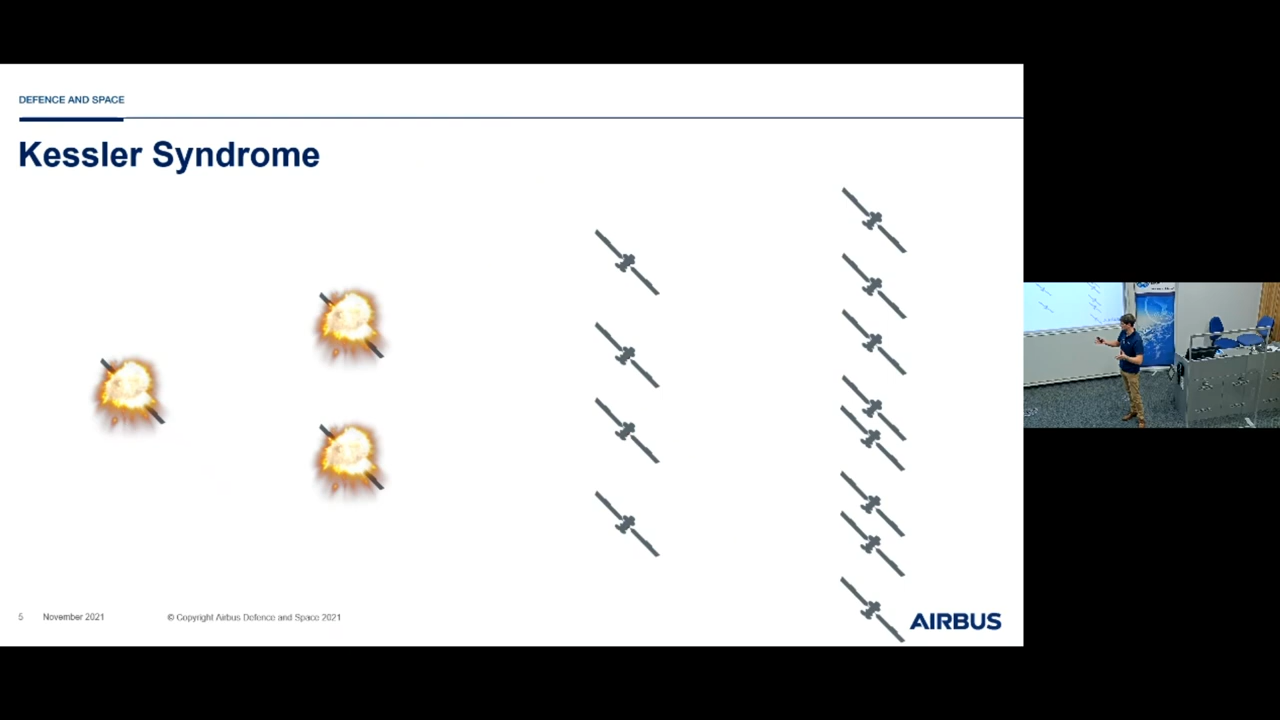 DEFENCE AND SPACE
Kessler Syndrome
5 November 2021 © Copyright Airbus Defence and Space 2021
AIRBUS